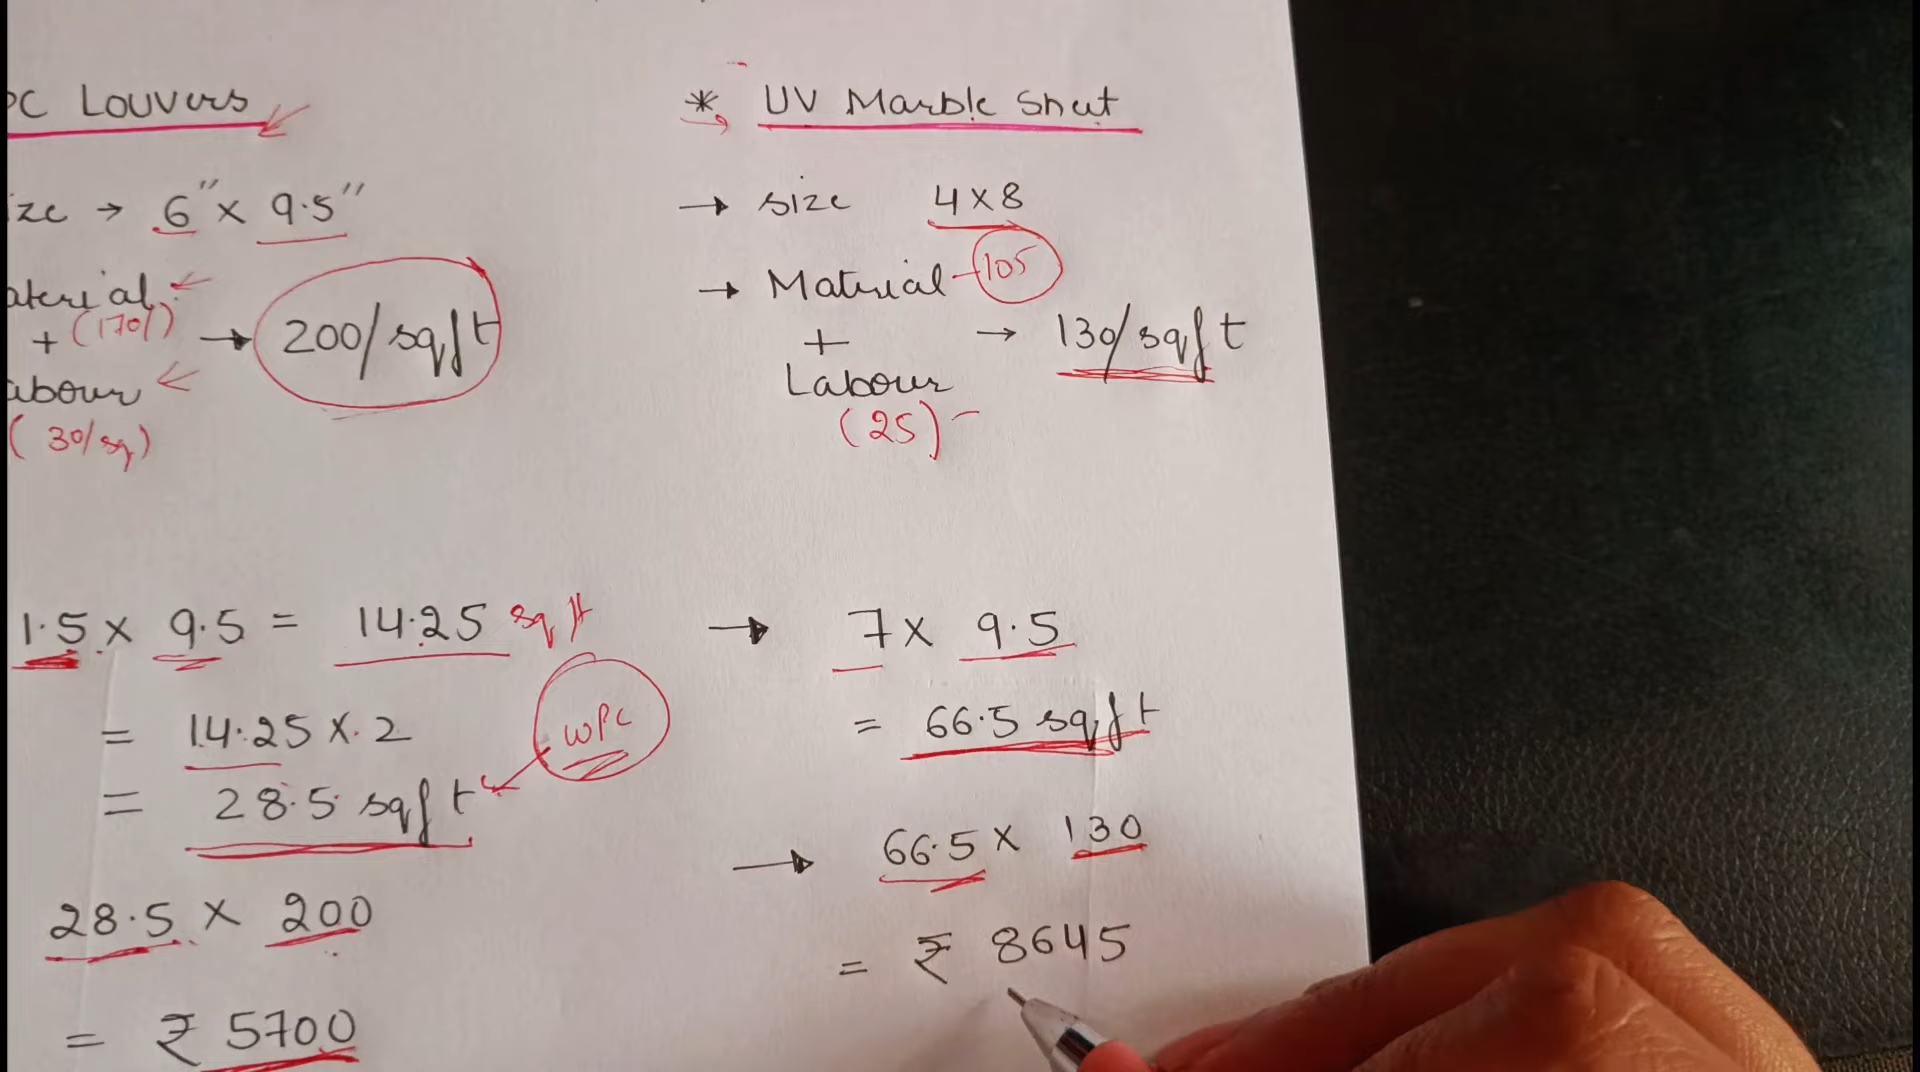 PC Louvers
ize → 6" x 9.5"
aterial
+ (170/) → 200/sqft
abour
(30/sq)
1.5 x 9.5 = 14.25 sqft
= 14.25 x 2
= 28.5 sqft
WPC
28.5 x 200
= ₹ 5700
* UV Marble Sheet
→ size 4x8
→ Material - 105
+ → 130/sqft
Labour
(25)
→ 7 x 9.5
= 66.5 sqft
→ 66.5 x 130
= ₹ 8645